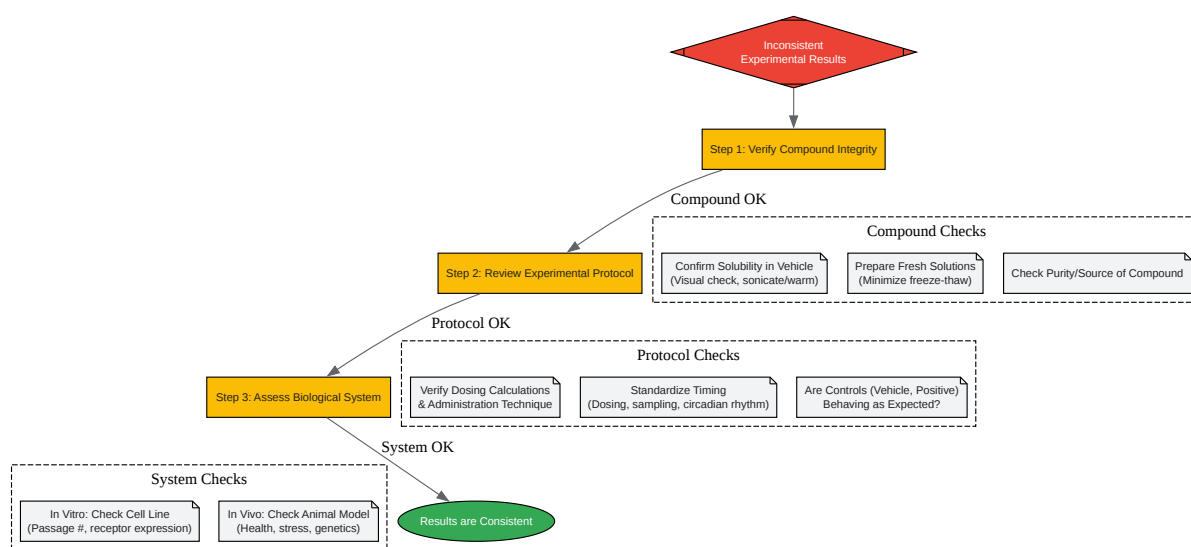 Inconsistent
Experimental Results
Step 1: Verify Compound Integrity
Compound OK
Compound Checks
Confirm Solubility in Vehicle
(Visual check, sonicate/warm)
Prepare Fresh Solutions
(Minimize freeze-thaw)
Check Purity/Source of Compound
Step 2: Review Experimental Protocol
Protocol OK
Protocol Checks
Verify Dosing Calculations
& Administration Technique
Standardize Timing
(Dosing, sampling, circadian rhythm)
Are Controls (Vehicle, Positive)
Behaving as Expected?
Step 3: Assess Biological System
System OK
System Checks
In Vitro: Check Cell Line
(Passage #, receptor expression)
In Vivo: Check Animal Model
(Health, stress, genetics)
Results are Consistent